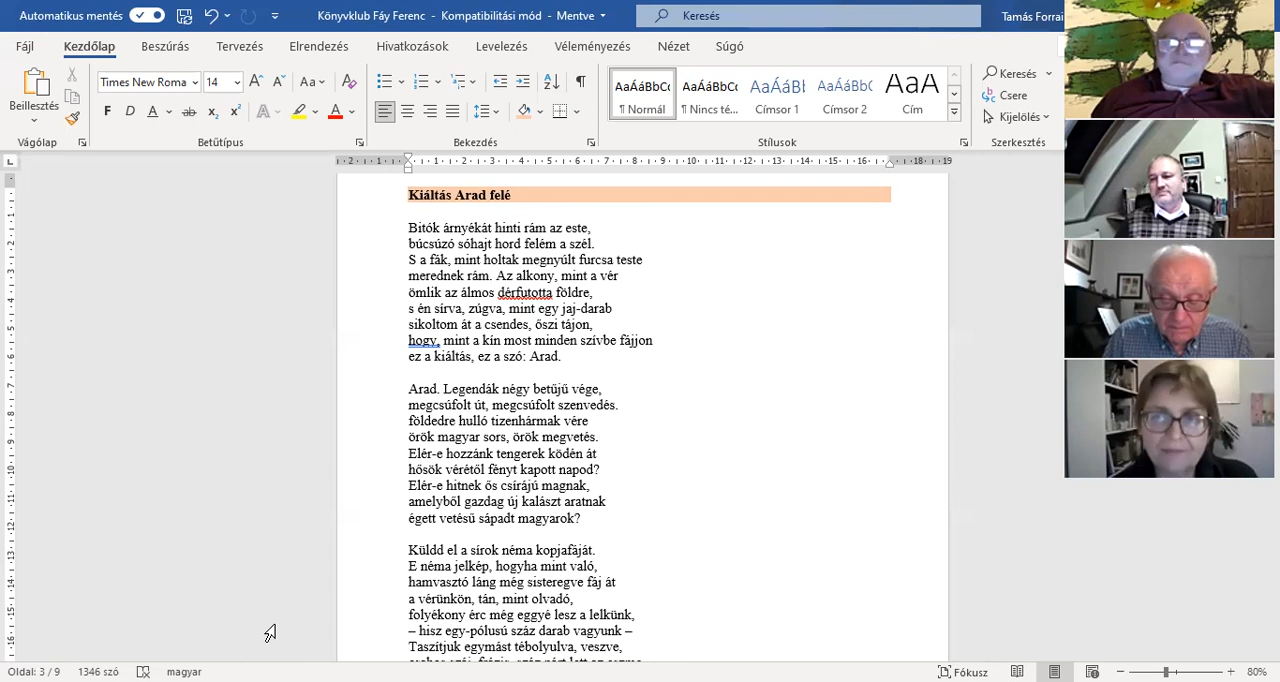 Automatikus mentés
Könyvklub Fáy Ferenc - Kompatibilitási mód - Mentve
Keresés
Tamás Forrai
Fájl Kezdőlap Beszúrás Tervezés Elrendezés Hivatkozások Levelezés Véleményezés Nézet Súgó
Beillesztés
Times New Roma 14
Aa
F D A ab x₂ x² A A
AaÁáBbCc AaÁáBbCc AaÁáBbC AaÁáBbCc AaÁ
¶ Normál ¶ Nincs té... Címsor 1 Címsor 2 Cím
Keresés
Csere
Kijelölés
Vágólap Betűtípus Bekezdés Stílusok Szerkesztés
Kiáltás Arad felé
Bitók árnyékát hinti rám az este,
búcsúzó sóhajt hord felém a szél.
S a fák, mint holtak megnyúlt furcsa teste
merednek rám. Az alkony, mint a vér
ömlik az álmos dérfutotta földre,
s én sírva, zúgva, mint egy jaj-darab
sikoltom át a csendes, őszi tájon,
hogy, mint a kín most minden szívbe fájjon
ez a kiáltás, ez a szó: Arad.
Arad. Legendák négy betűjű vége,
megcsúfolt út, megcsúfolt szenvedés.
földedre hulló tizenhármak vére
örök magyar sors, örök megvetés.
Elér-e hozzánk tengerek ködén át
hősök vérétől fényt kapott napod?
Elér-e hitnek ős csírájú magnak,
amelyből gazdag új kalászt aratnak
égett vetésű sápadt magyarok?
Küldd el a sírok néma kopjafáját.
E néma jelkép, hogyha mint való,
hamvasztó láng még sisteregve fáj át
a vérünkön, tán, mint olvadó,
folyékony érc még eggyé lesz a lelkünk,
– hisz egy-pólusú száz darab vagyunk –
Taszítjuk egymást tébolyulva, veszve,
Oldal: 3 / 9 1346 szó magyar
Fókusz
80%